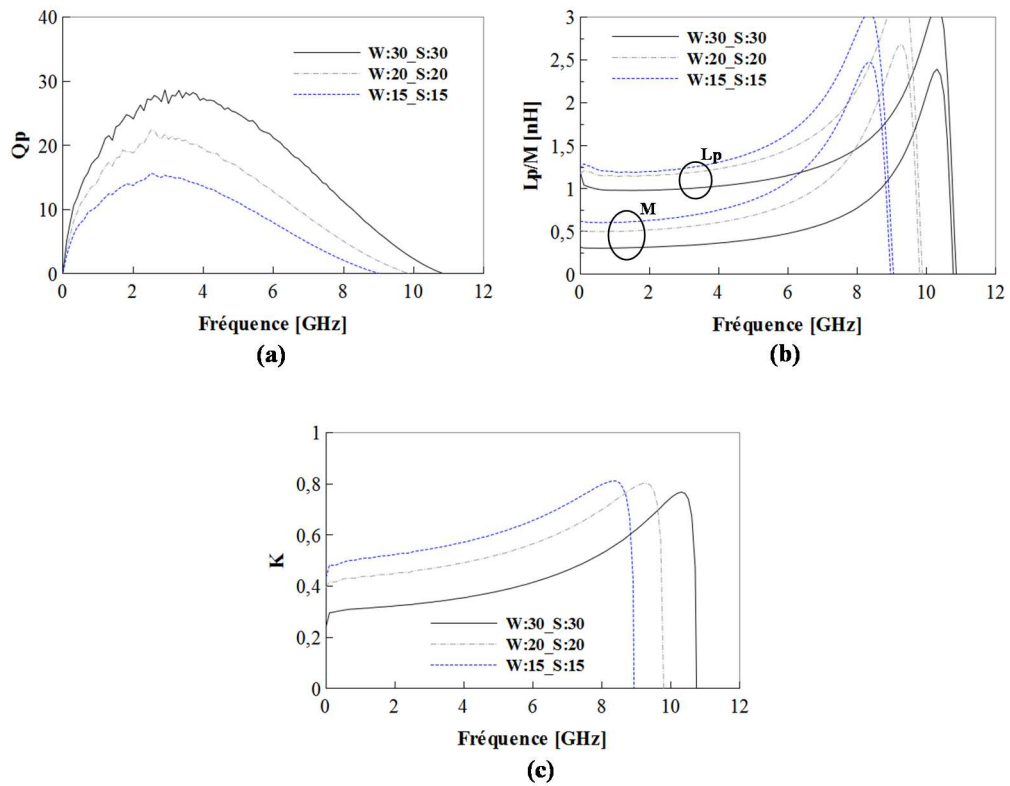 40
30
20
10
0
Qp
W:30_S:30
W:20_S:20
W:15_S:15
0 2 4 6 8 10 12
Fréquence [GHz]
(a)
3
2,5
2
1,5
1
0,5
0
Lp/M [nH]
W:30_S:30
W:20_S:20
W:15_S:15
Lp
M
0 2 4 6 8 10 12
Fréquence [GHz]
(b)
1
0,8
0,6
0,4
0,2
0
K
W:30_S:30
W:20_S:20
W:15_S:15
0 2 4 6 8 10 12
Fréquence [GHz]
(c)